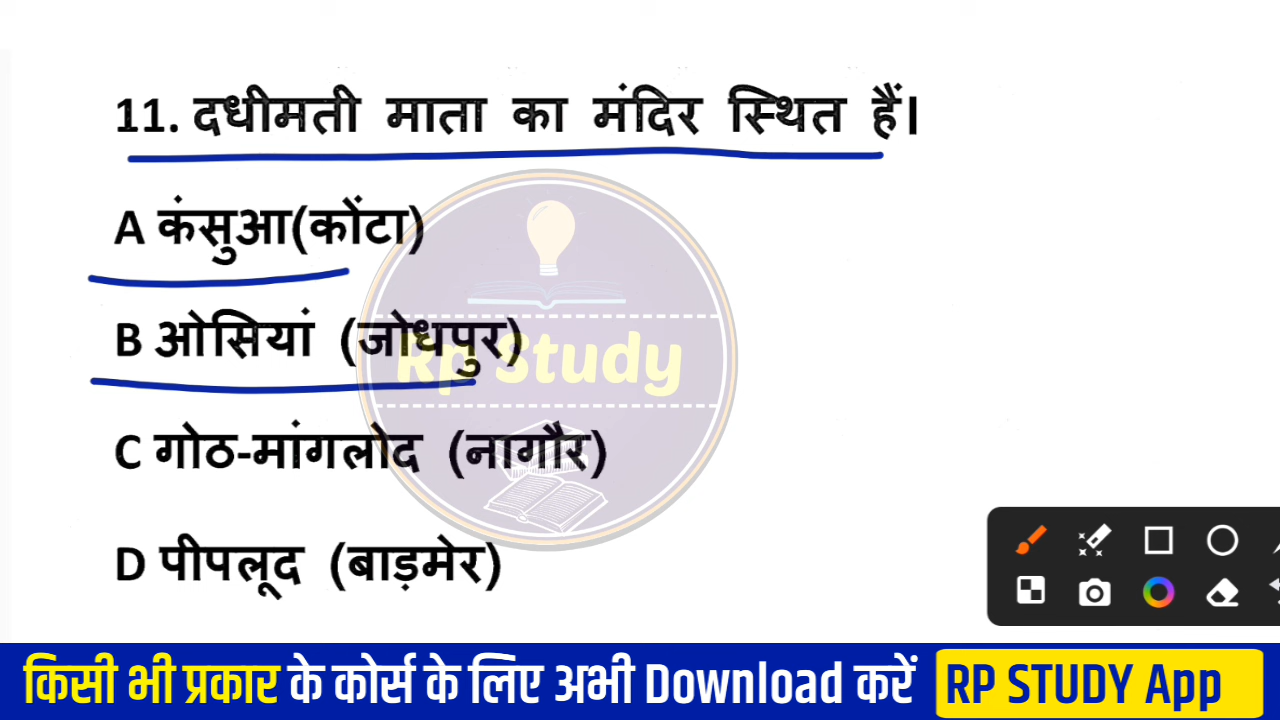 11. दधीमती माता का मंदिर स्थित हैं।
A कंसुआ(कोंटा)
B ओसियां (जोधपुर)
Rp Study
C गोठ-मांगलोद (नागौर)
D पीपलूद (बाड़मेर)
किसी भी प्रकार के कोर्स के लिए अभी Download करें RP STUDY App